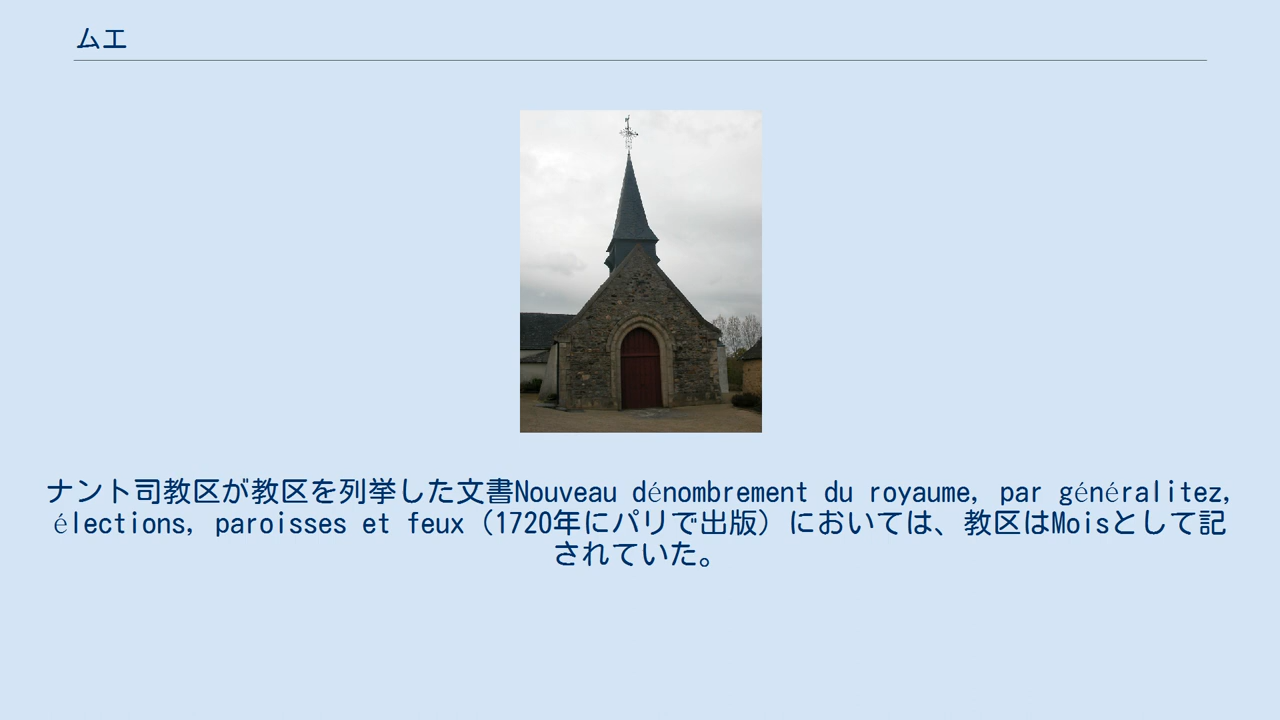 ムエ
ナント司教区が教区を列挙した文書Nouveau dénombrement du royaume, par généralitez,
élections, paroisses et feux（1720年にパリで出版）においては、教区はMoisとして記
されていた。